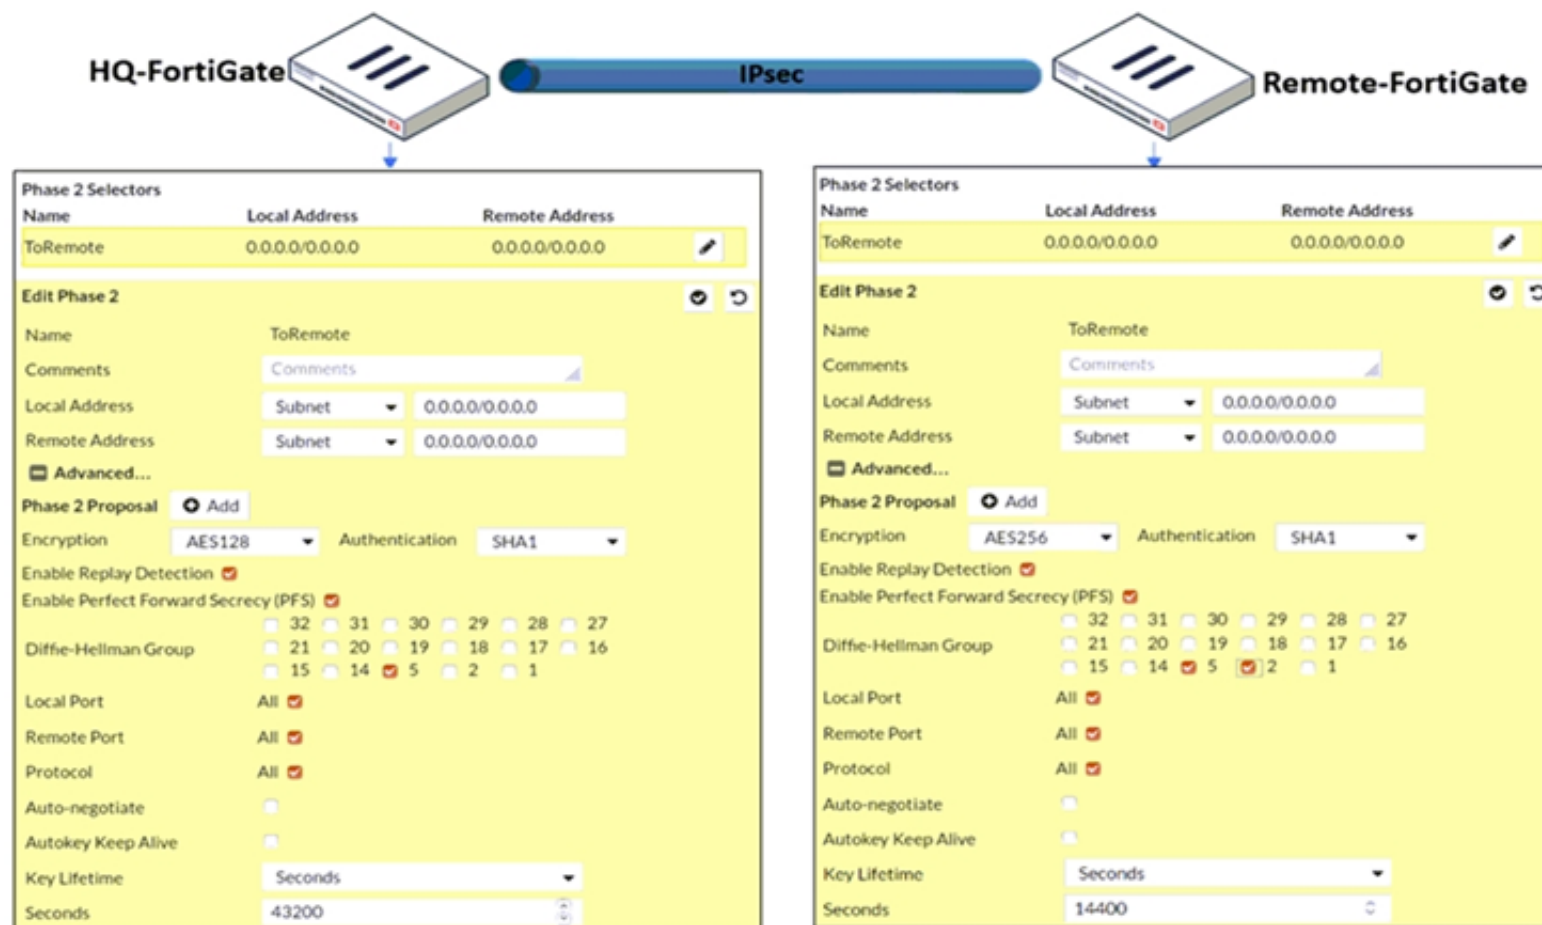 HQ-FortiGate
IPsec
Remote-FortiGate
Phase 2 Selectors
Name Local Address Remote Address
ToRemote 0.0.0.0/0.0.0.0 0.0.0.0/0.0.0.0
Edit Phase 2
Name ToRemote
Comments Comments
Local Address Subnet 0.0.0.0/0.0.0.0
Remote Address Subnet 0.0.0.0/0.0.0.0
Advanced...
Phase 2 Proposal Add
Encryption AES128 Authentication SHA1
Enable Replay Detection
Enable Perfect Forward Secrecy (PFS)
32 31 30 29 28 27
Diffie-Hellman Group 21 20 19 18 17 16
15 14 5 2 1
Local Port All
Remote Port All
Protocol All
Auto-negotiate
Autokey Keep Alive
Key Lifetime Seconds
Seconds 43200
Phase 2 Selectors
Name Local Address Remote Address
ToRemote 0.0.0.0/0.0.0.0 0.0.0.0/0.0.0.0
Edit Phase 2
Name ToRemote
Comments Comments
Local Address Subnet 0.0.0.0/0.0.0.0
Remote Address Subnet 0.0.0.0/0.0.0.0
Advanced...
Phase 2 Proposal Add
Encryption AES256 Authentication SHA1
Enable Replay Detection
Enable Perfect Forward Secrecy (PFS)
32 31 30 29 28 27
Diffie-Hellman Group 21 20 19 18 17 16
15 14 5 2 1
Local Port All
Remote Port All
Protocol All
Auto-negotiate
Autokey Keep Alive
Key Lifetime Seconds
Seconds 14400